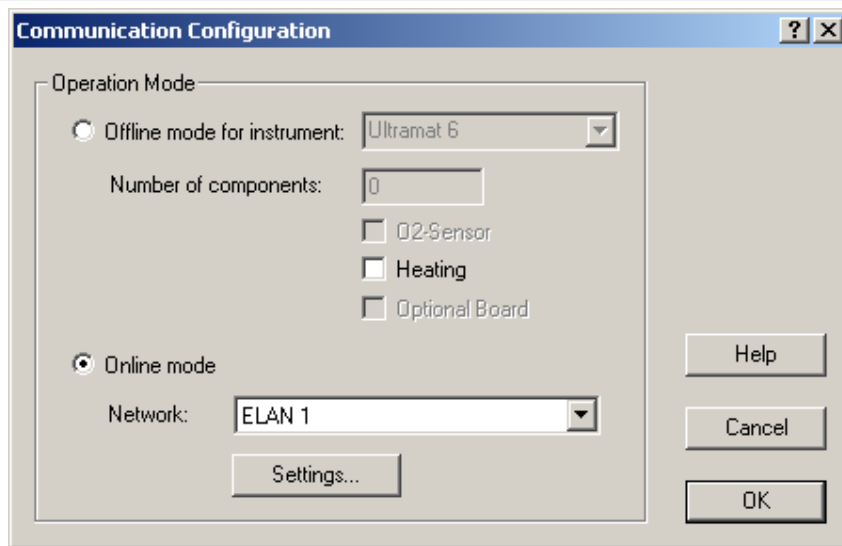 Communication Configuration ? X
Operation Mode
Offline mode for instrument: Ultramat 6
Number of components: 0
O2-Sensor
Heating
Optional Board
Online mode
Network: ELAN 1
Settings...
Help
Cancel
OK